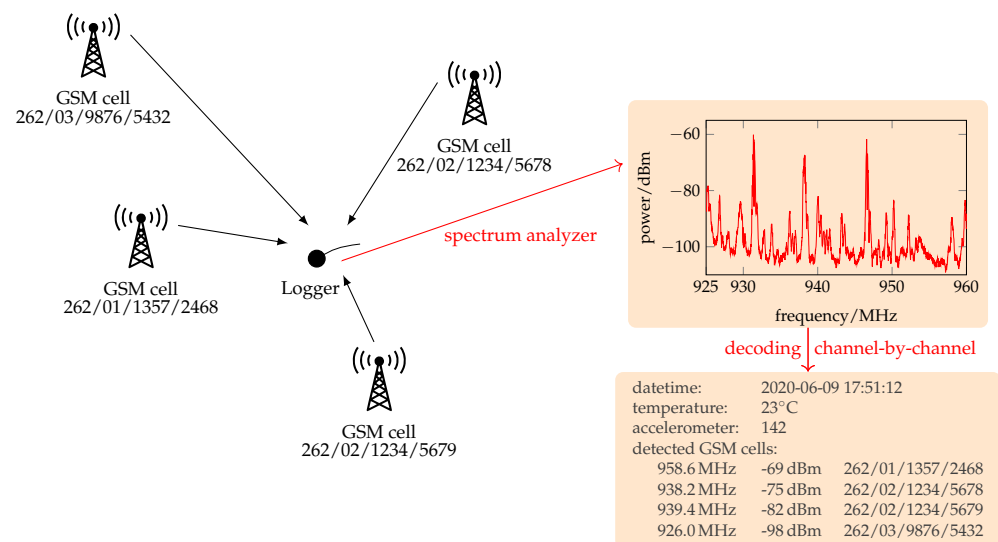 GSM cell
262/03/9876/5432
GSM cell
262/02/1234/5678
GSM cell
262/01/1357/2468
Logger
GSM cell
262/02/1234/5679
spectrum analyzer
power/dBm
−60
−80
−100
925 930 940 950 960
frequency/MHz
decoding channel-by-channel
datetime: 2020-06-09 17:51:12
temperature: 23°C
accelerometer: 142
detected GSM cells:
958.6 MHz -69 dBm 262/01/1357/2468
938.2 MHz -75 dBm 262/02/1234/5678
939.4 MHz -82 dBm 262/02/1234/5679
926.0 MHz -98 dBm 262/03/9876/5432